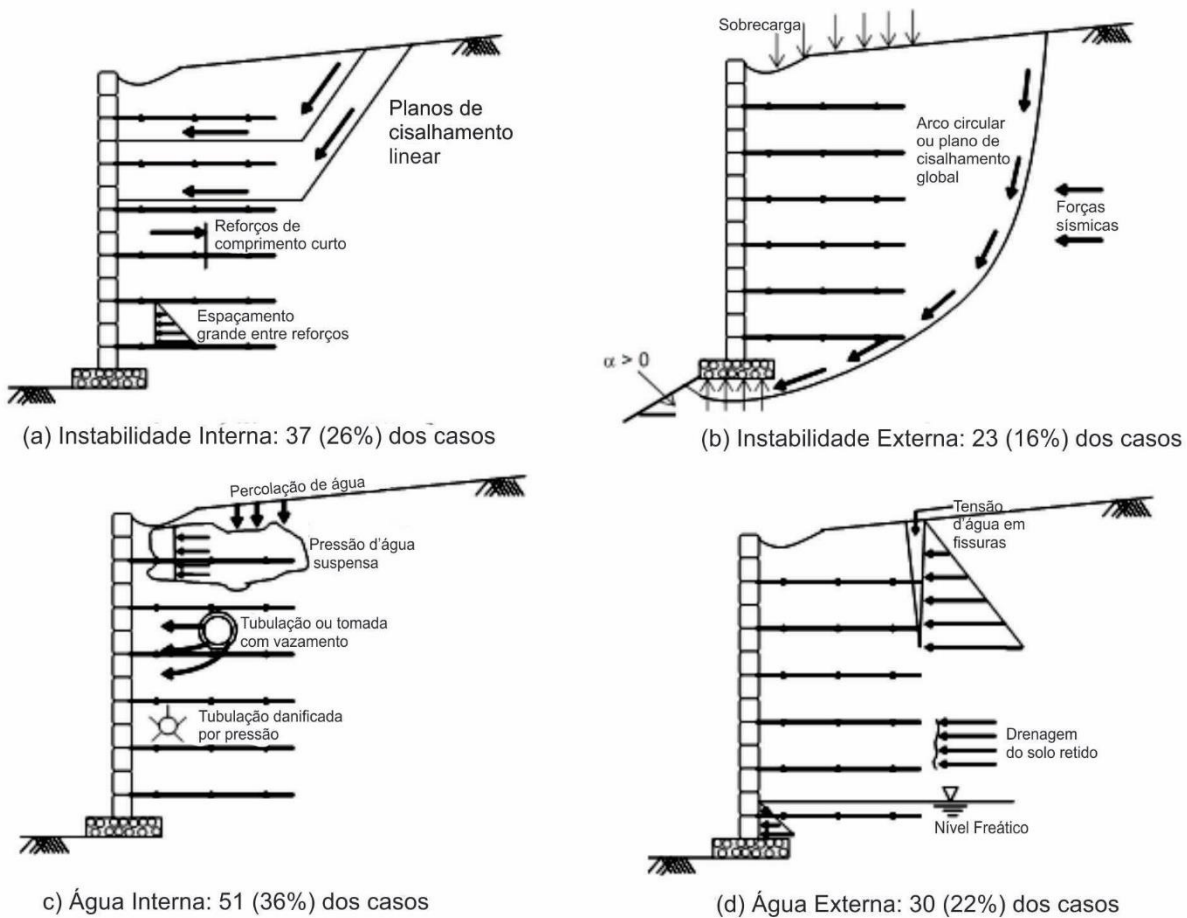 Planos de
cisalhamento
linear
Reforços de
comprimento curto
Espaçamento
grande entre reforços
(a) Instabilidade Interna: 37 (26%) dos casos
Sobrecarga
Arco circular
ou plano de
cisalhamento
global
Forças
sísmicas
α > 0
(b) Instabilidade Externa: 23 (16%) dos casos
Percolação de água
Pressão d'água
suspensa
Tubulação ou tomada
com vazamento
Tubulação danificada
por pressão
c) Água Interna: 51 (36%) dos casos
Tensão
d'água em
fissuras
Drenagem
do solo retido
Nível Freático
(d) Água Externa: 30 (22%) dos casos